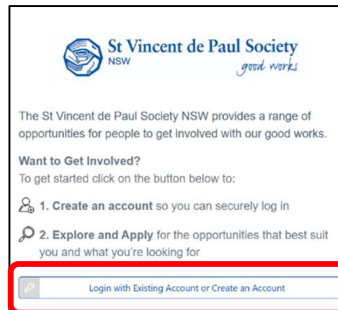 St Vincent de Paul Society
NSW
good works
The St Vincent de Paul Society NSW provides a range of
opportunities for people to get involved with our good works.
Want to Get Involved?
To get started click on the button below to:
1. Create an account so you can securely log in
2. Explore and Apply for the opportunities that best suit
you and what you're looking for
Login with Existing Account or Create an Account